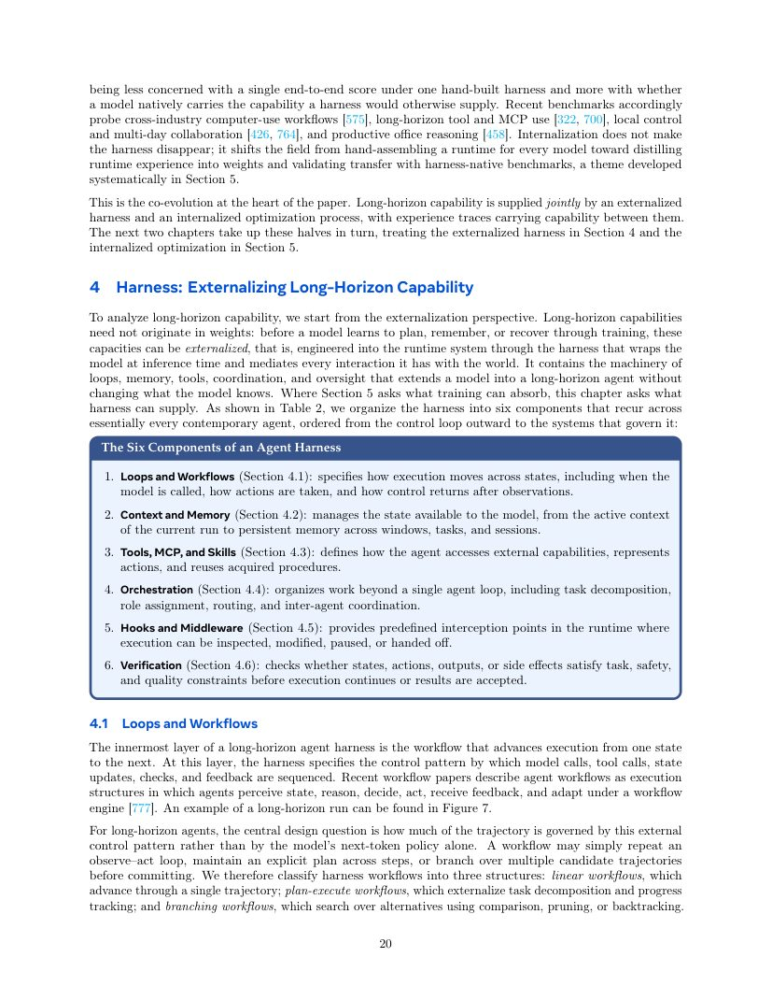 being less concerned with a single end-to-end score under one hand-built harness and more with whether
a model natively carries the capability a harness would otherwise supply. Recent benchmarks accordingly
probe cross-industry computer-use workflows [575], long-horizon tool and MCP use [322, 700], local control
and multi-day collaboration [426, 764], and productive office reasoning [458]. Internalization does not make
the harness disappear; it shifts the field from hand-assembling a runtime for every model toward distilling
runtime experience into weights and validating transfer with harness-native benchmarks, a theme developed
systematically in Section 5.
This is the co-evolution at the heart of the paper. Long-horizon capability is supplied jointly by an externalized
harness and an internalized optimization process, with experience traces carrying capability between them.
The next two chapters take up these halves in turn, treating the externalized harness in Section 4 and the
internalized optimization in Section 5.
4 Harness: Externalizing Long-Horizon Capability
To analyze long-horizon capability, we start from the externalization perspective. Long-horizon capabilities
need not originate in weights: before a model learns to plan, remember, or recover through training, these
capacities can be externalized, that is, engineered into the runtime system through the harness that wraps the
model at inference time and mediates every interaction it has with the world. It contains the machinery of
loops, memory, tools, coordination, and oversight that extends a model into a long-horizon agent without
changing what the model knows. Where Section 5 asks what training can absorb, this chapter asks what
harness can supply. As shown in Table 2, we organize the harness into six components that recur across
essentially every contemporary agent, ordered from the control loop outward to the systems that govern it:
The Six Components of an Agent Harness
1. Loops and Workflows (Section 4.1): specifies how execution moves across states, including when the
model is called, how actions are taken, and how control returns after observations.
2. Context and Memory (Section 4.2): manages the state available to the model, from the active context
of the current run to persistent memory across windows, tasks, and sessions.
3. Tools, MCP, and Skills (Section 4.3): defines how the agent accesses external capabilities, represents
actions, and reuses acquired procedures.
4. Orchestration (Section 4.4): organizes work beyond a single agent loop, including task decomposition,
role assignment, routing, and inter-agent coordination.
5. Hooks and Middleware (Section 4.5): provides predefined interception points in the runtime where
execution can be inspected, modified, paused, or handed off.
6. Verification (Section 4.6): checks whether states, actions, outputs, or side effects satisfy task, safety,
and quality constraints before execution continues or results are accepted.
4.1 Loops and Workflows
The innermost layer of a long-horizon agent harness is the workflow that advances execution from one state
to the next. At this layer, the harness specifies the control pattern by which model calls, tool calls, state
updates, checks, and feedback are sequenced. Recent workflow papers describe agent workflows as execution
structures in which agents perceive state, reason, decide, act, receive feedback, and adapt under a workflow
engine [777]. An example of a long-horizon run can be found in Figure 7.
For long-horizon agents, the central design question is how much of the trajectory is governed by this external
control pattern rather than by the model's next-token policy alone. A workflow may simply repeat an
observe–act loop, maintain an explicit plan across steps, or branch over multiple candidate trajectories
before committing. We therefore classify harness workflows into three structures: linear workflows, which
advance through a single trajectory; plan-execute workflows, which externalize task decomposition and progress
tracking; and branching workflows, which search over alternatives using comparison, pruning, or backtracking.
20